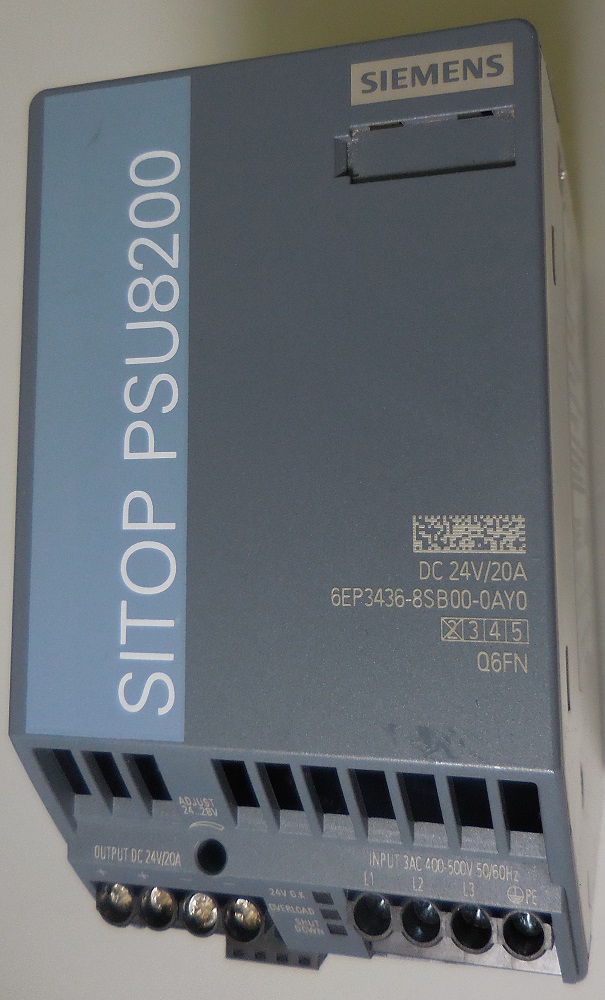 SIEMENS
SITOP PSU8200
DC 24V/20A
6EP3436-8SB00-0AY0
2 3 4 5
Q6FN
ADJUST
24...28V
OUTPUT DC 24V/20A
INPUT 3AC 400-500V 50/60Hz
+ + - -
L1 L2 L3 PE
24V O.K.
OVERLOAD
SHUT
DOWN